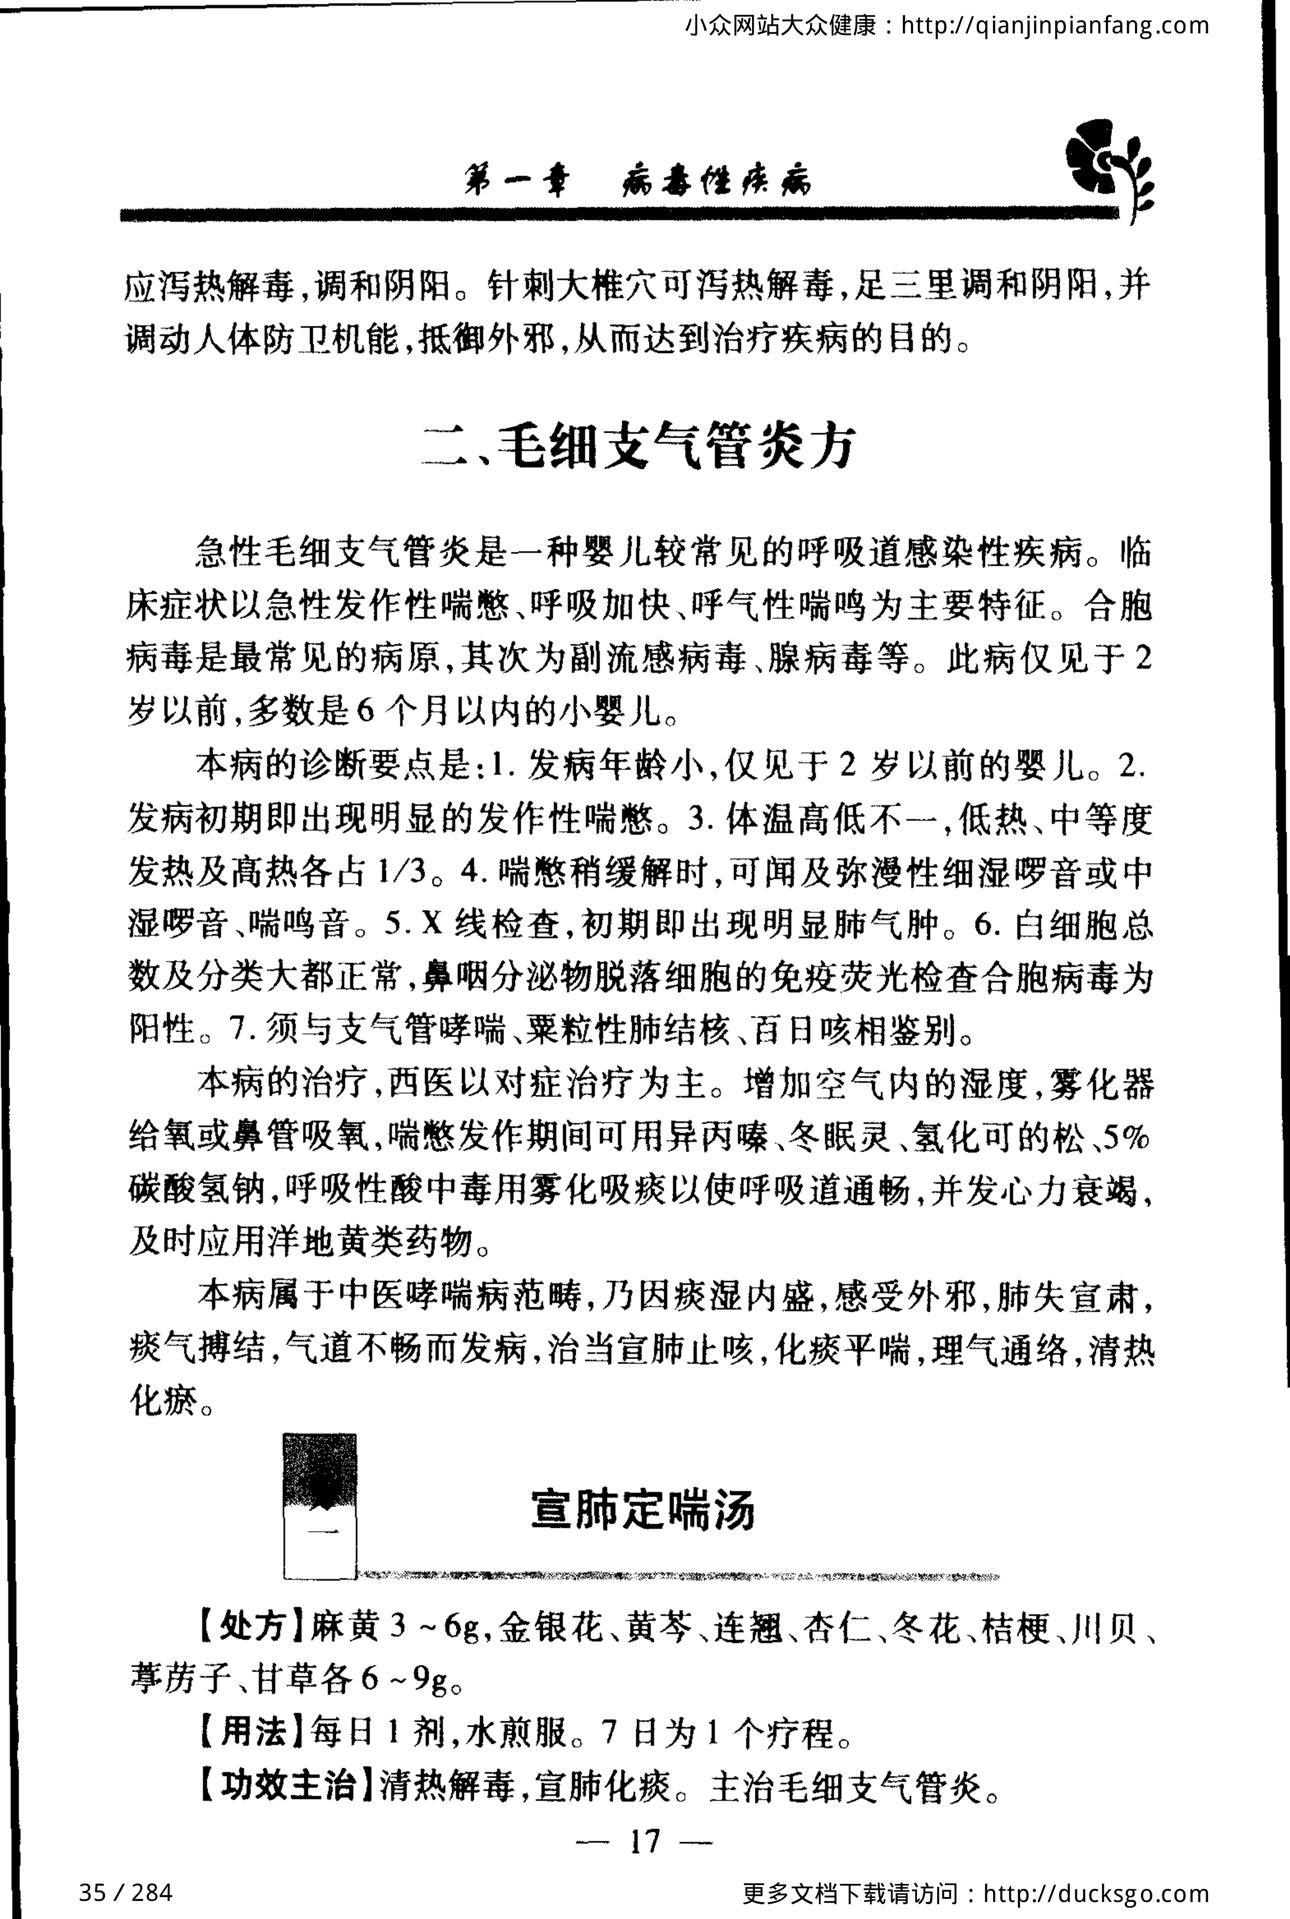 小众网站大众健康：http://qianjinpianfang.com
第一章 病毒性疾病
应泻热解毒,调和阴阳。针刺大椎穴可泻热解毒,足三里调和阴阳,并
调动人体防卫机能,抵御外邪,从而达到治疗疾病的目的。
二、毛细支气管炎方
急性毛细支气管炎是一种婴儿较常见的呼吸道感染性疾病。临
床症状以急性发作性喘憋、呼吸加快、呼气性喘鸣为主要特征。合胞
病毒是最常见的病原,其次为副流感病毒、腺病毒等。此病仅见于2
岁以前,多数是6个月以内的小婴儿。
本病的诊断要点是:1. 发病年龄小,仅见于2岁以前的婴儿。2.
发病初期即出现明显的发作性喘憋。3. 体温高低不一,低热、中等度
发热及高热各占1/3。4. 喘憋稍缓解时,可闻及弥漫性细湿啰音或中
湿啰音、喘鸣音。5. X线检查,初期即出现明显肺气肿。6. 白细胞总
数及分类大都正常,鼻咽分泌物脱落细胞的免疫荧光检查合胞病毒为
阳性。7. 须与支气管哮喘、粟粒性肺结核、百日咳相鉴别。
本病的治疗,西医以对症治疗为主。增加空气内的湿度,雾化器
给氧或鼻管吸氧,喘憋发作期间可用异丙嗪、冬眠灵、氢化可的松、5%
碳酸氢钠,呼吸性酸中毒用雾化吸痰以使呼吸道通畅,并发心力衰竭,
及时应用洋地黄类药物。
本病属于中医哮喘病范畴,乃因痰湿内盛,感受外邪,肺失宣肃,
痰气搏结,气道不畅而发病,治当宣肺止咳,化痰平喘,理气通络,清热
化瘀。
一
宣肺定喘汤
【处方】麻黄3~6g,金银花、黄芩、连翘、杏仁、冬花、桔梗、川贝、
葶苈子、甘草各6~9g。
【用法】每日1剂,水煎服。7日为1个疗程。
【功效主治】清热解毒,宣肺化痰。主治毛细支气管炎。
— 17 —
35 / 284
更多文档下载请访问：http://ducksgo.com